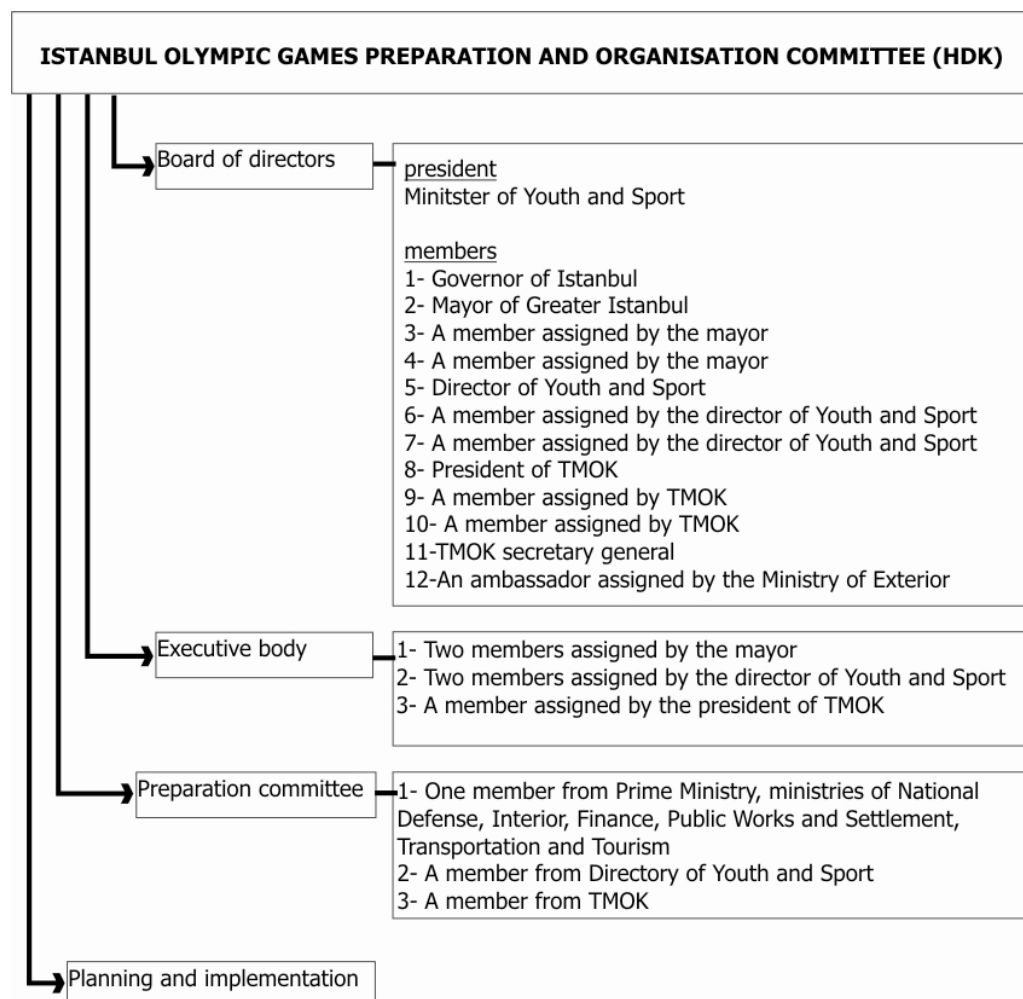 ISTANBUL OLYMPIC GAMES PREPARATION AND ORGANISATION COMMITTEE (HDK)
Board of directors
president
Minitster of Youth and Sport
members
1- Governor of Istanbul
2- Mayor of Greater Istanbul
3- A member assigned by the mayor
4- A member assigned by the mayor
5- Director of Youth and Sport
6- A member assigned by the director of Youth and Sport
7- A member assigned by the director of Youth and Sport
8- President of TMOK
9- A member assigned by TMOK
10- A member assigned by TMOK
11-TMOK secretary general
12-An ambassador assigned by the Ministry of Exterior
Executive body
1- Two members assigned by the mayor
2- Two members assigned by the director of Youth and Sport
3- A member assigned by the president of TMOK
Preparation committee
1- One member from Prime Ministry, ministries of National
Defense, Interior, Finance, Public Works and Settlement,
Transportation and Tourism
2- A member from Directory of Youth and Sport
3- A member from TMOK
Planning and implementation